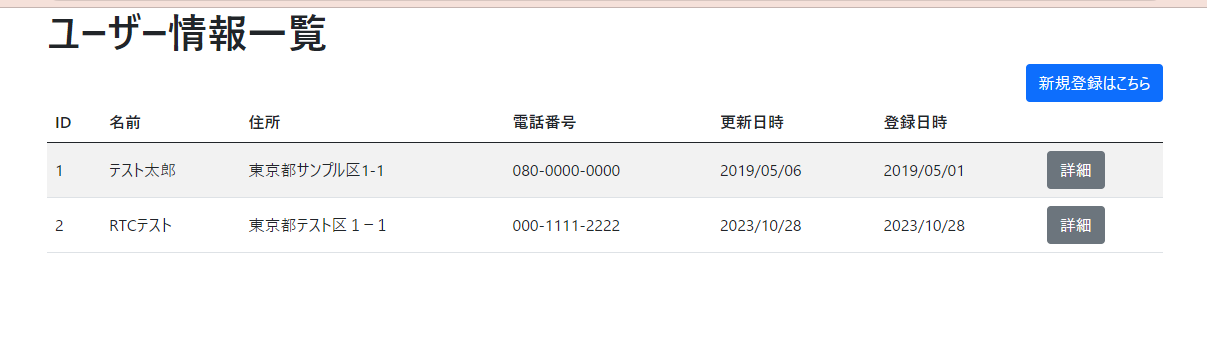 ユーザー情報一覧
新規登録はこちら
ID 名前 住所 電話番号 更新日時 登録日時
1 テスト太郎 東京都サンプル区1-1 080-0000-0000 2019/05/06 2019/05/01 詳細
2 RTCテスト 東京都テスト区１－１ 000-1111-2222 2023/10/28 2023/10/28 詳細